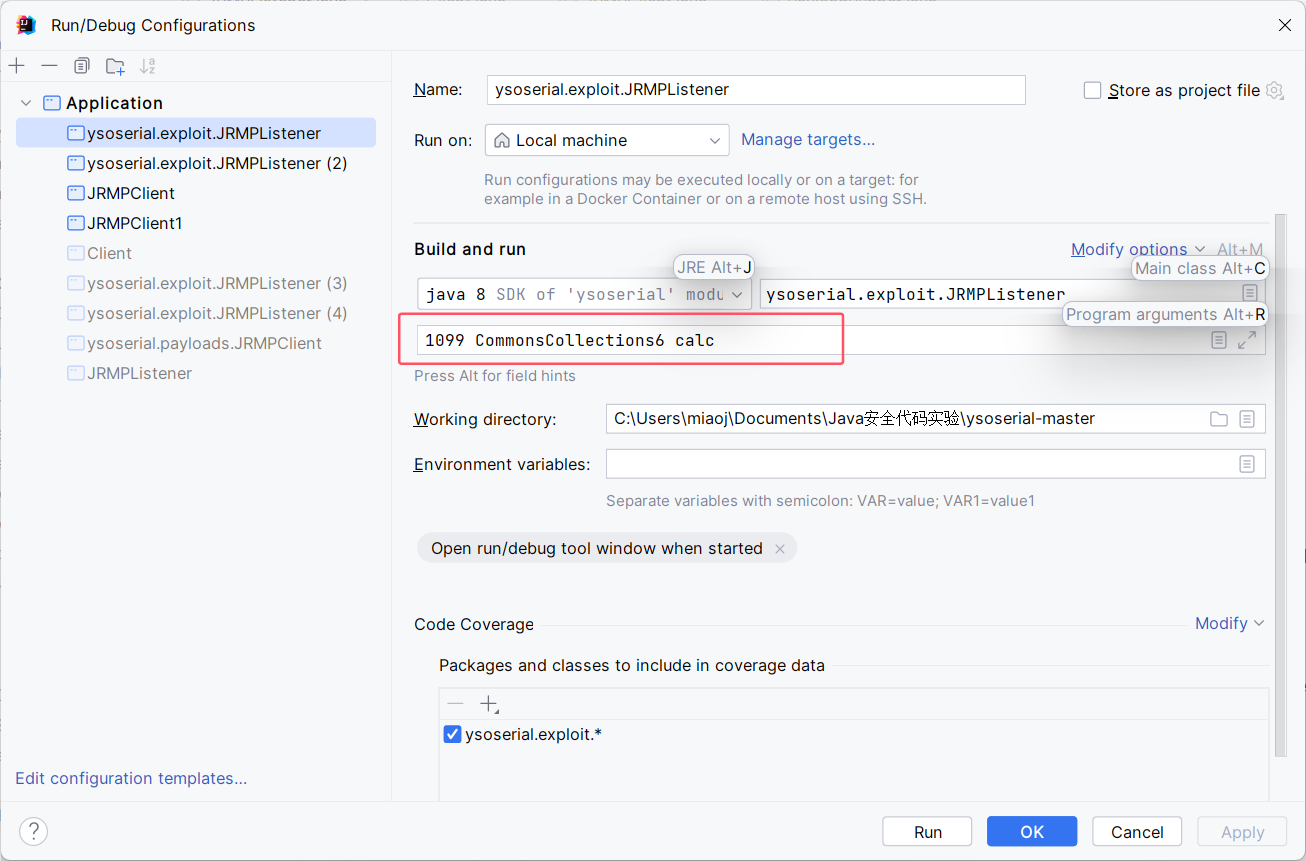 Run/Debug Configurations
Application
ysoserial.exploit.JRMPListener
ysoserial.exploit.JRMPListener (2)
JRMPClient
JRMPClient1
Client
ysoserial.exploit.JRMPListener (3)
ysoserial.exploit.JRMPListener (4)
ysoserial.payloads.JRMPClient
JRMPListener
Edit configuration templates...
Name: ysoserial.exploit.JRMPListener Store as project file
Run on: Local machine Manage targets...
Run configurations may be executed locally or on a target: for
example in a Docker Container or on a remote host using SSH.
Build and run Modify options Alt+M
JRE Alt+J Main class Alt+C
java 8 SDK of 'ysoserial' modu ysoserial.exploit.JRMPListener
Program arguments Alt+R
1099 CommonsCollections6 calc
Press Alt for field hints
Working directory: C:\Users\miaoj\Documents\Java安全代码实验\ysoserial-master
Environment variables:
Separate variables with semicolon: VAR=value; VAR1=value1
Open run/debug tool window when started
Code Coverage Modify
Packages and classes to include in coverage data
ysoserial.exploit.*
? Run OK Cancel Apply